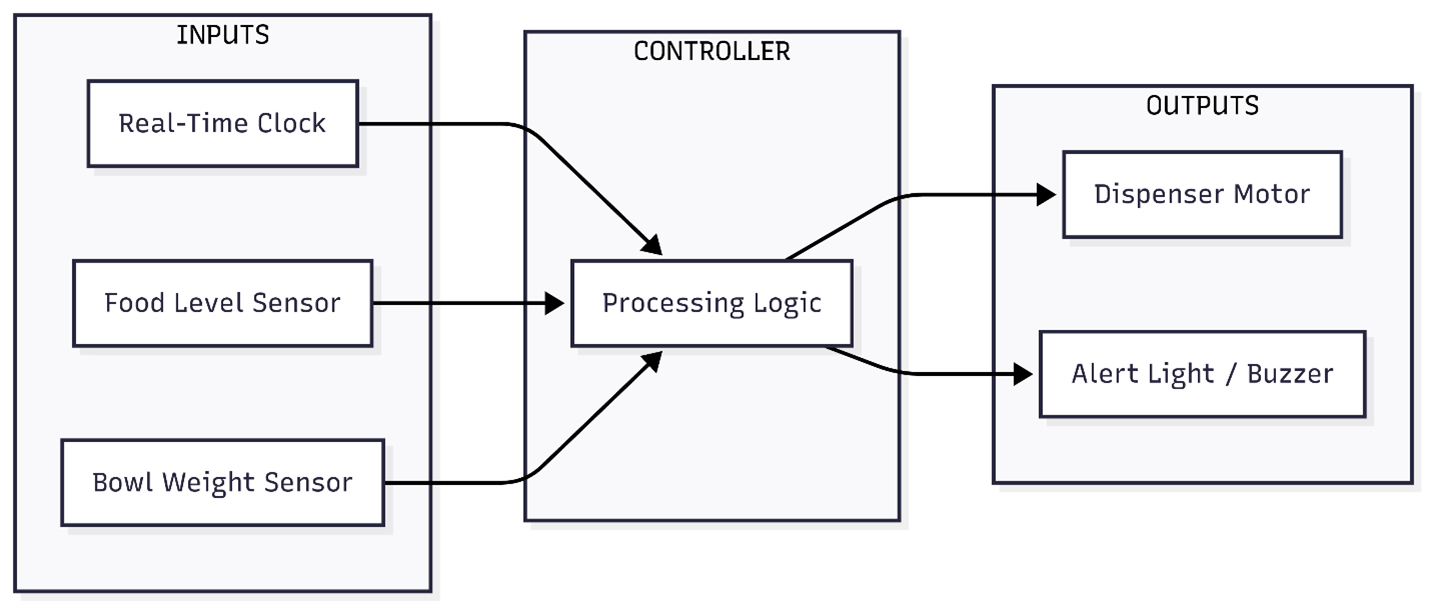 INPUTS
Real-Time Clock
Food Level Sensor
Bowl Weight Sensor
CONTROLLER
Processing Logic
OUTPUTS
Dispenser Motor
Alert Light / Buzzer